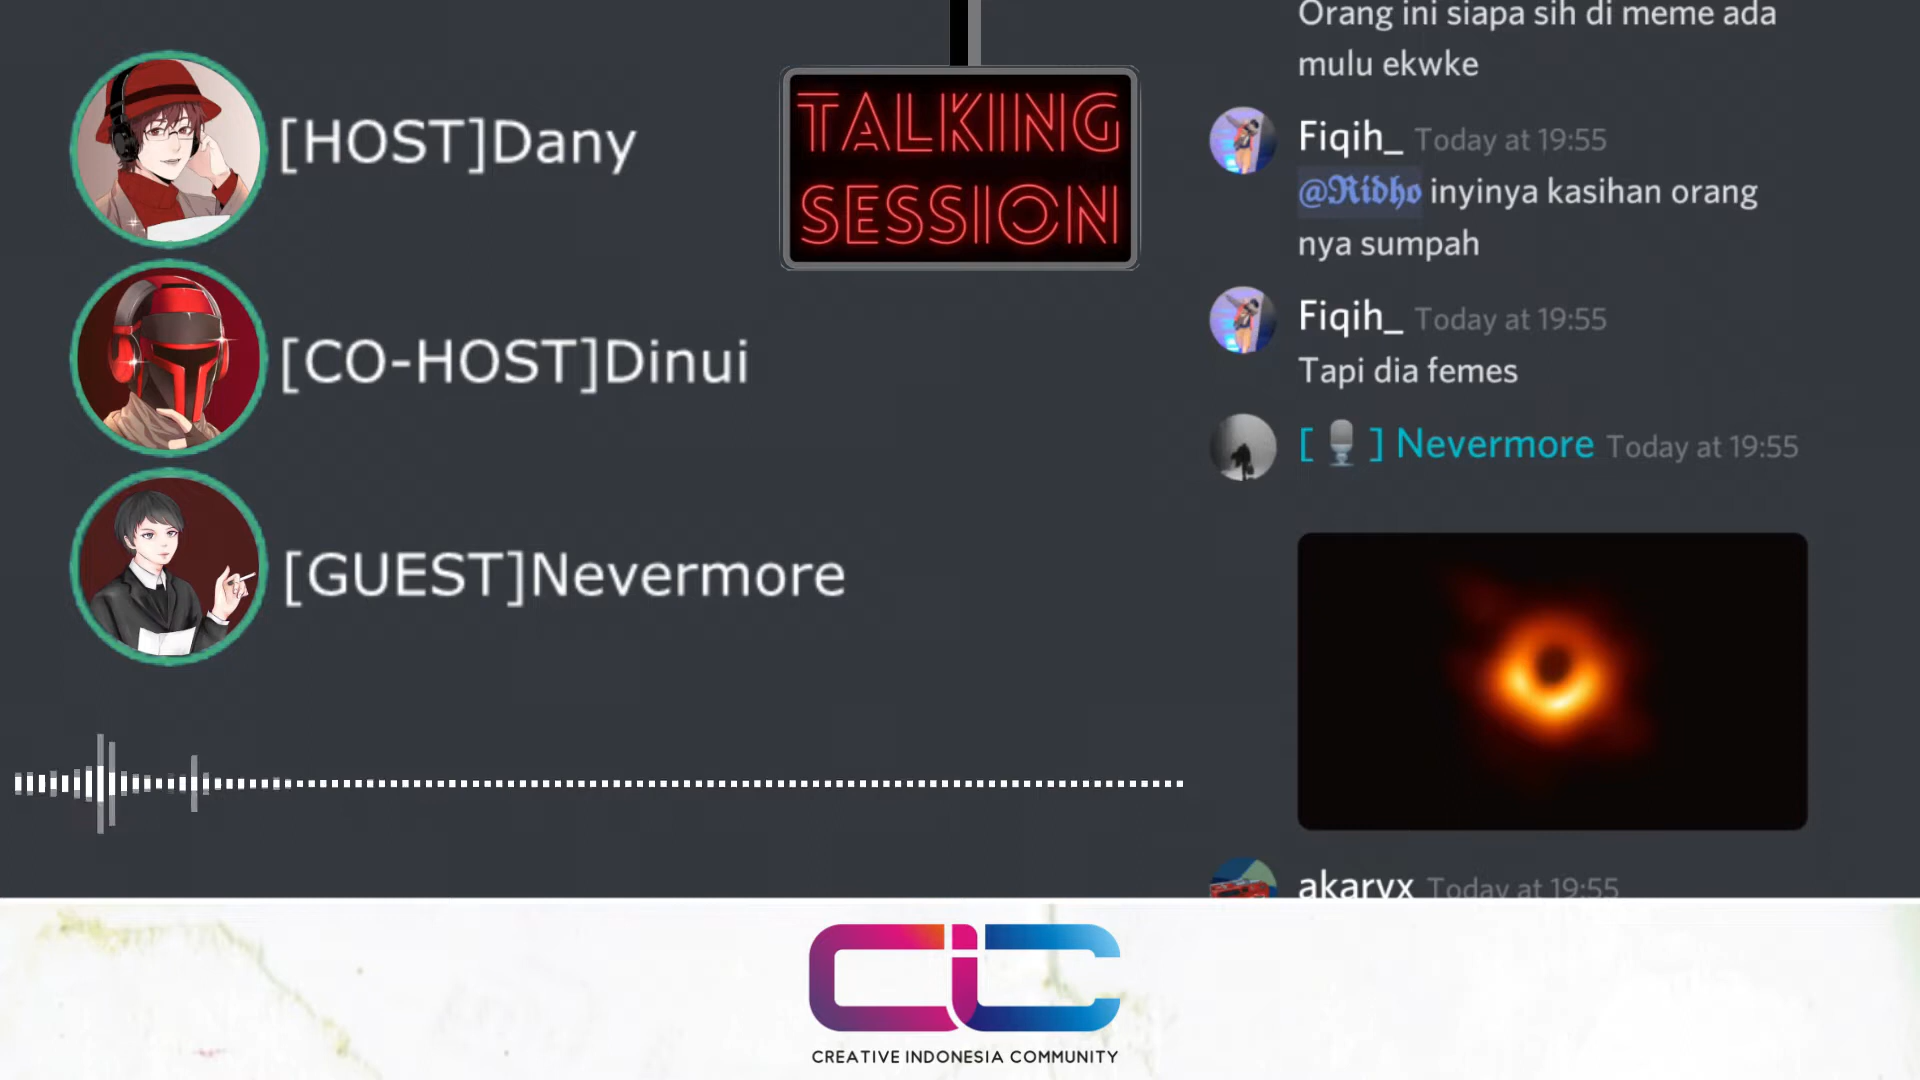 [HOST]Dany
[CO-HOST]Dinui
[GUEST]Nevermore
TALKING
SESSION
Orang ini siapa sih di meme ada
mulu ekwke
Fiqih_ Today at 19:55
@Ridho inyinya kasihan orang
nya sumpah
Fiqih_ Today at 19:55
Tapi dia femes
[🎙️] Nevermore Today at 19:55
akaryx Today at 19:55
CIC
CREATIVE INDONESIA COMMUNITY